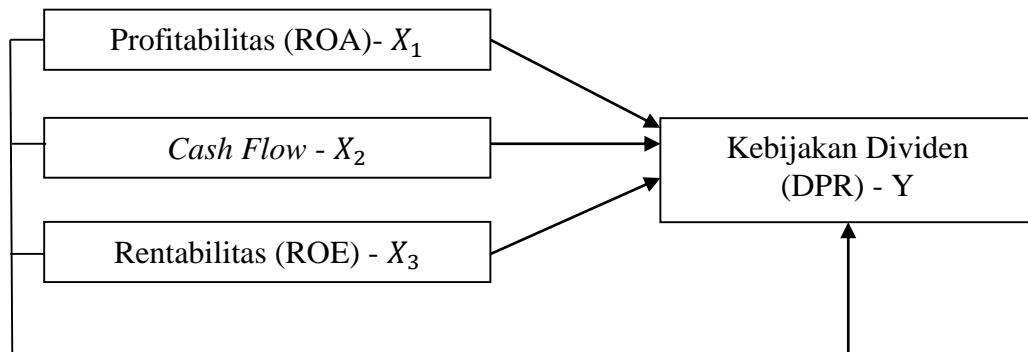 Profitabilitas (ROA)- X₁
Cash Flow - X₂
Rentabilitas (ROE) - X₃
Kebijakan Dividen
(DPR) - Y